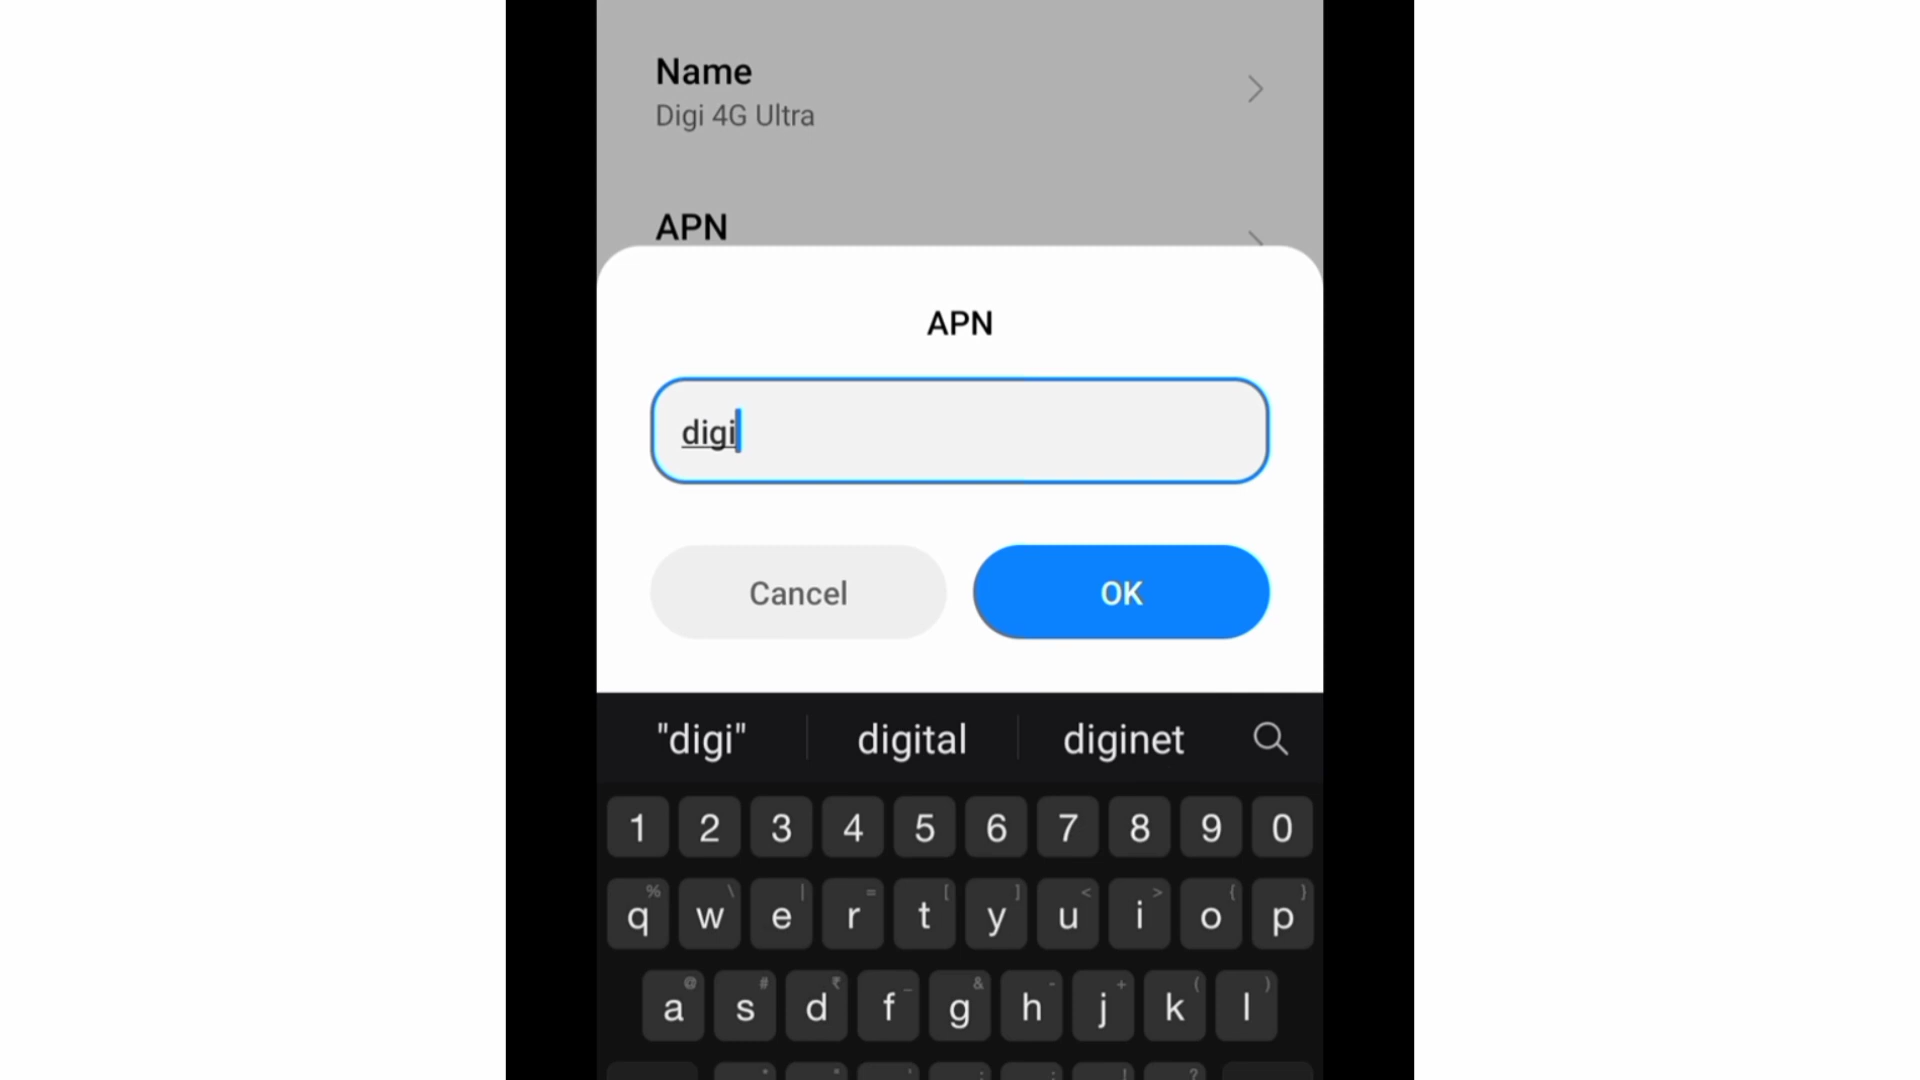 Name
Digi 4G Ultra
APN
APN
digi
Cancel OK
"digi" digital diginet
1 2 3 4 5 6 7 8 9 0
% \ | = [ ] < > { }
q w e r t y u i o p
@ # ₹ _ & - + ( )
a s d f g h j k l
* " ' : ; ! ?